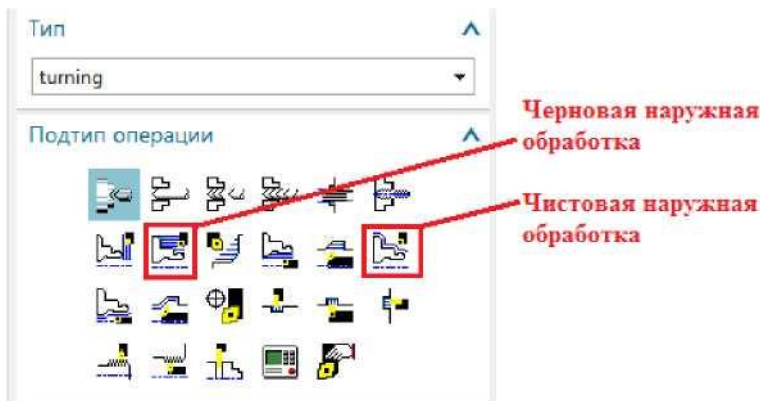 Тип
turning
Подтип операции
Черновая наружная
обработка
Чистовая наружная
обработка